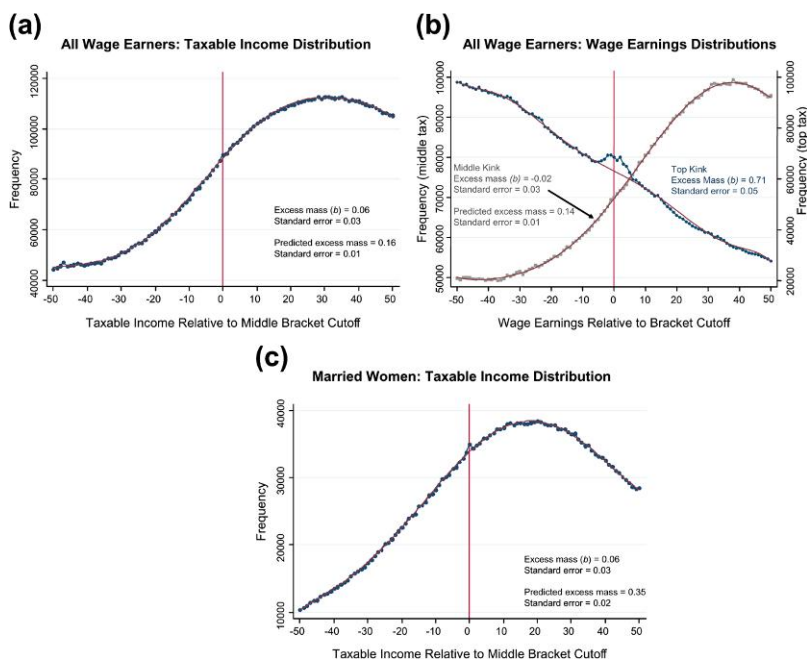 (a)
All Wage Earners: Taxable Income Distribution
Frequency
120000
100000
80000
60000
40000
Excess mass (b) = 0.06
Standard error = 0.03
Predicted excess mass = 0.16
Standard error = 0.01
-50 -40 -30 -20 -10 0 10 20 30 40 50
Taxable Income Relative to Middle Bracket Cutoff
(b)
All Wage Earners: Wage Earnings Distributions
Frequency (middle tax)
100000
90000
80000
70000
60000
50000
Middle Kink
Excess mass (b) = -0.02
Standard error = 0.03
Predicted excess mass = 0.14
Standard error = 0.01
Top Kink
Excess Mass (b) = 0.71
Standard error = 0.05
Frequency (top tax)
100000
80000
60000
40000
20000
-50 -40 -30 -20 -10 0 10 20 30 40 50
Wage Earnings Relative to Bracket Cutoff
(c)
Married Women: Taxable Income Distribution
Frequency
40000
30000
20000
10000
Excess mass (b) = 0.06
Standard error = 0.03
Predicted excess mass = 0.35
Standard error = 0.02
-50 -40 -30 -20 -10 0 10 20 30 40 50
Taxable Income Relative to Middle Bracket Cutoff